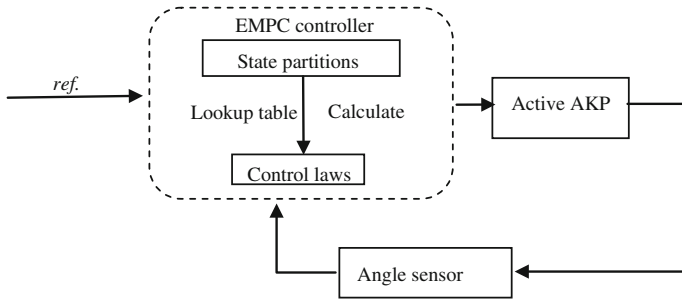 EMPC controller
State partitions
ref.
Lookup table Calculate
Active AKP
Control laws
Angle sensor